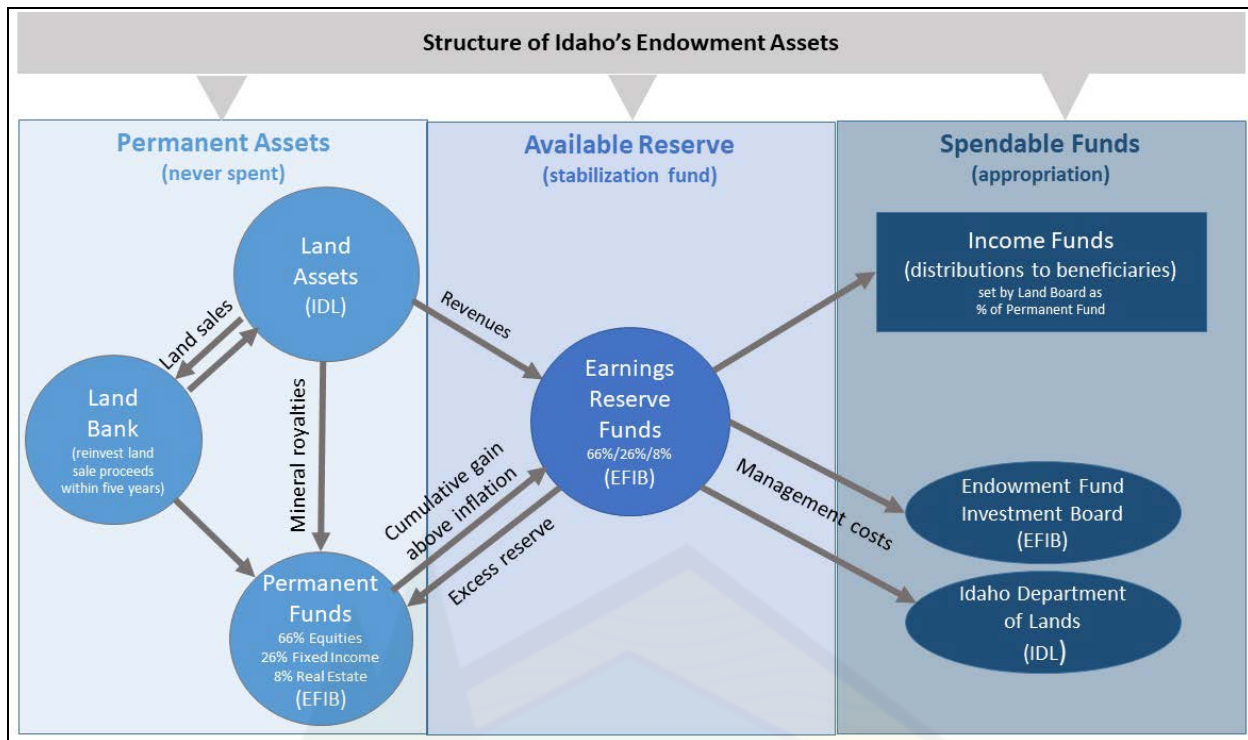 Structure of Idaho's Endowment Assets
Permanent Assets
(never spent)
Land
Assets
(IDL)
Land sales
Land
Bank
(reinvest land
sale proceeds
within five years)
Mineral royalties
Permanent
Funds
66% Equities
26% Fixed Income
8% Real Estate
(EFIB)
Available Reserve
(stabilization fund)
Revenues
Earnings
Reserve
Funds
66%/26%/8%
(EFIB)
Cumulative gain
above inflation
Excess reserve
Management costs
Spendable Funds
(appropriation)
Income Funds
(distributions to beneficiaries)
set by Land Board as
% of Permanent Fund
Endowment Fund
Investment Board
(EFIB)
Idaho Department
of Lands
(IDL)